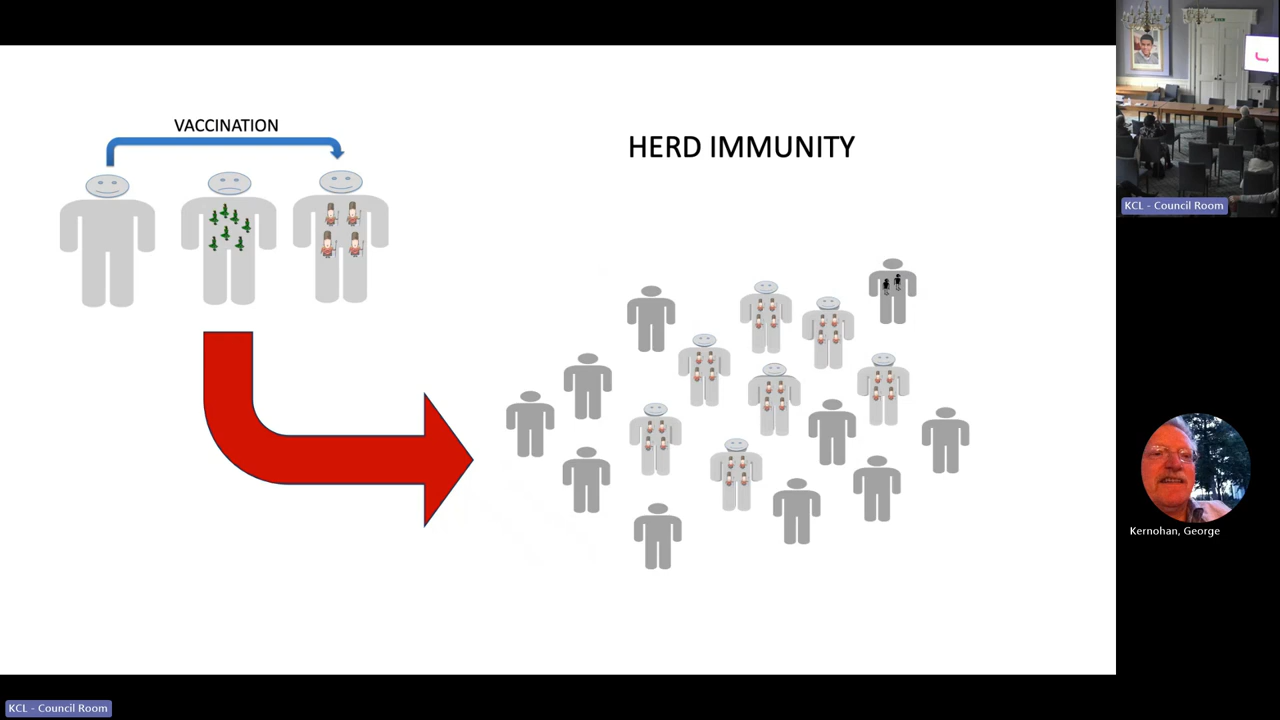 VACCINATION
HERD IMMUNITY
KCL - Council Room
Kernohan, George
KCL - Council Room